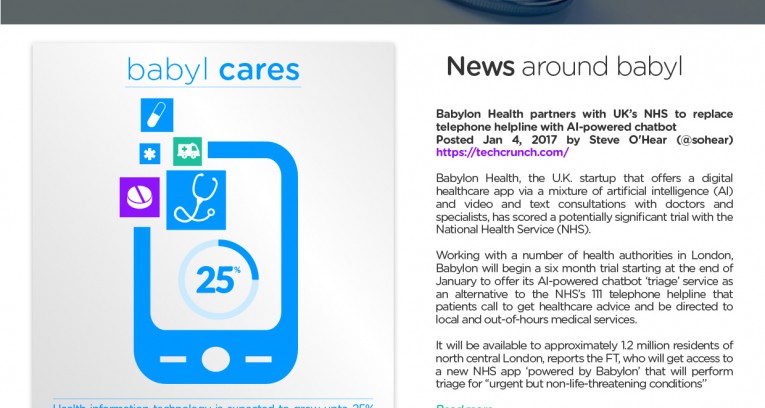 babyl cares
25%
Health information technology is expected to grow upto 25%
News around babyl
Babylon Health partners with UK's NHS to replace
telephone helpline with AI-powered chatbot
Posted Jan 4, 2017 by Steve O'Hear (@sohear)
https://techcrunch.com/
Babylon Health, the U.K. startup that offers a digital
healthcare app via a mixture of artificial intelligence (AI)
and video and text consultations with doctors and
specialists, has scored a potentially significant trial with the
National Health Service (NHS).
Working with a number of health authorities in London,
Babylon will begin a six month trial starting at the end of
January to offer its AI-powered chatbot ‘triage’ service as
an alternative to the NHS's 111 telephone helpline that
patients call to get healthcare advice and be directed to
local and out-of-hours medical services.
It will be available to approximately 1.2 million residents of
north central London, reports the FT, who will get access to
a new NHS app ‘powered by Babylon’ that will perform
triage for “urgent but non-life-threatening conditions”
Read more